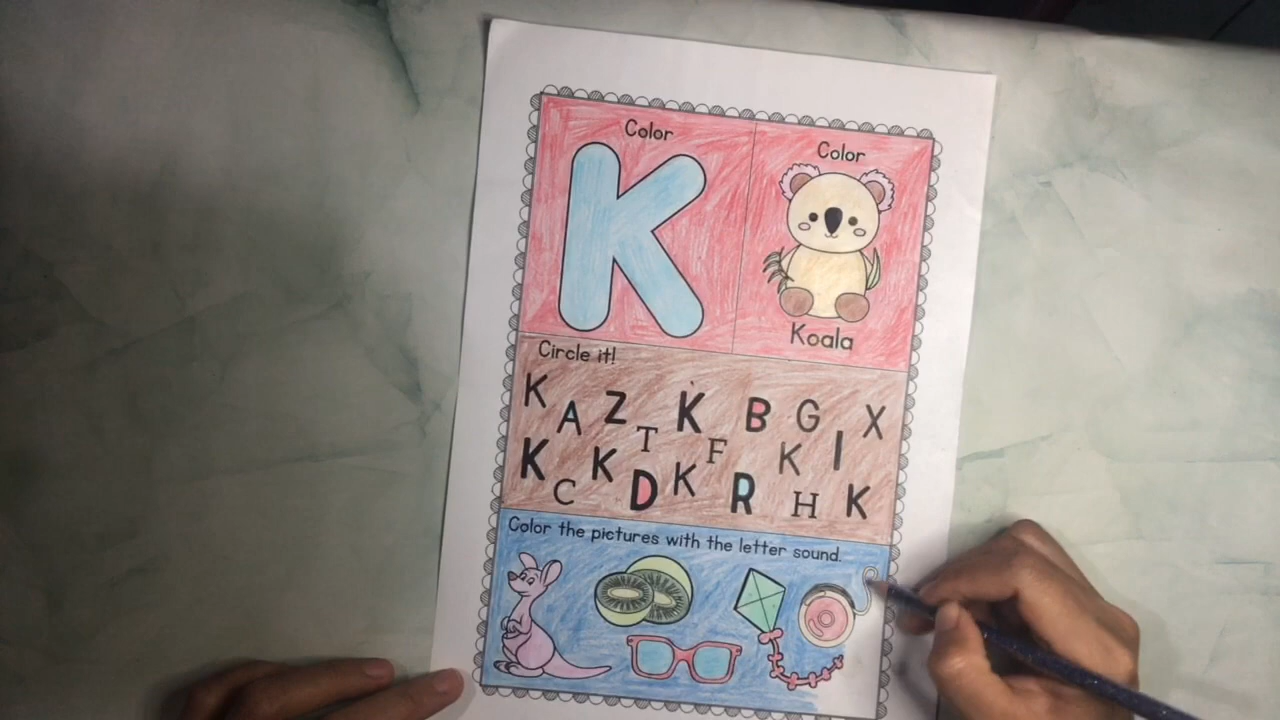 Color
K
Color
Koala
Circle it!
K A Z K B G X
T F K I
K K D K
C R H K
Color the pictures with the letter sound.